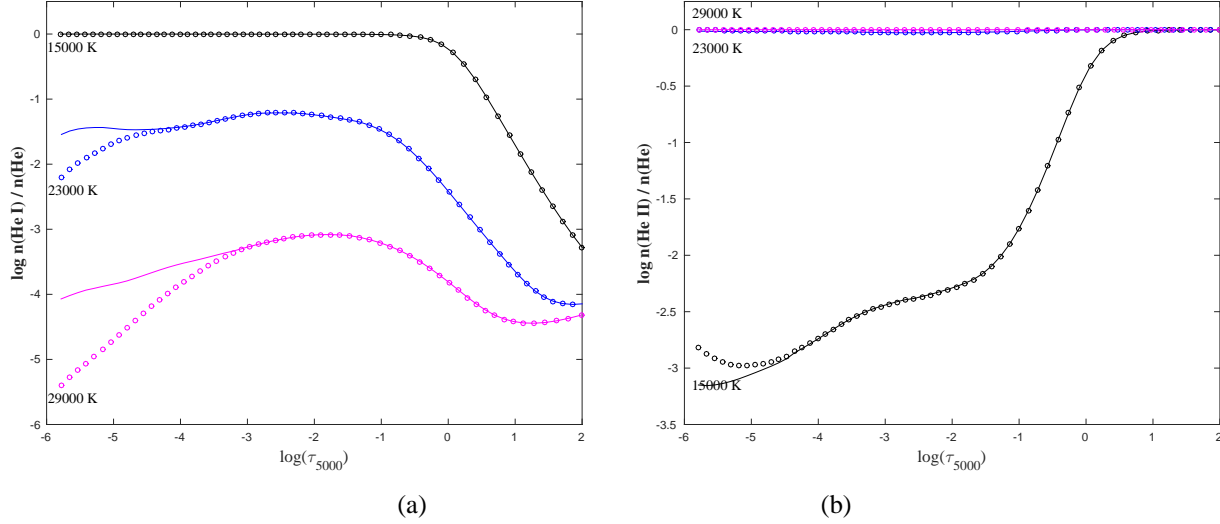 15000 K
23000 K
29000 K
log n(He I) / n(He)
0
-1
-2
-3
-4
-5
-6
-6 -5 -4 -3 -2 -1 0 1 2
log(τ5000)
(a)
29000 K
23000 K
15000 K
log n(He II) / n(He)
0
-0.5
-1
-1.5
-2
-2.5
-3
-3.5
-6 -5 -4 -3 -2 -1 0 1 2
log(τ5000)
(b)